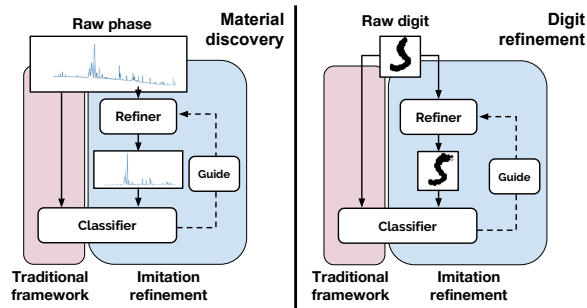 Raw phase
Material
discovery
Refiner
Guide
Classifier
Traditional
framework
Imitation
refinement
Raw digit
Digit
refinement
Refiner
Guide
Classifier
Traditional
framework
Imitation
refinement